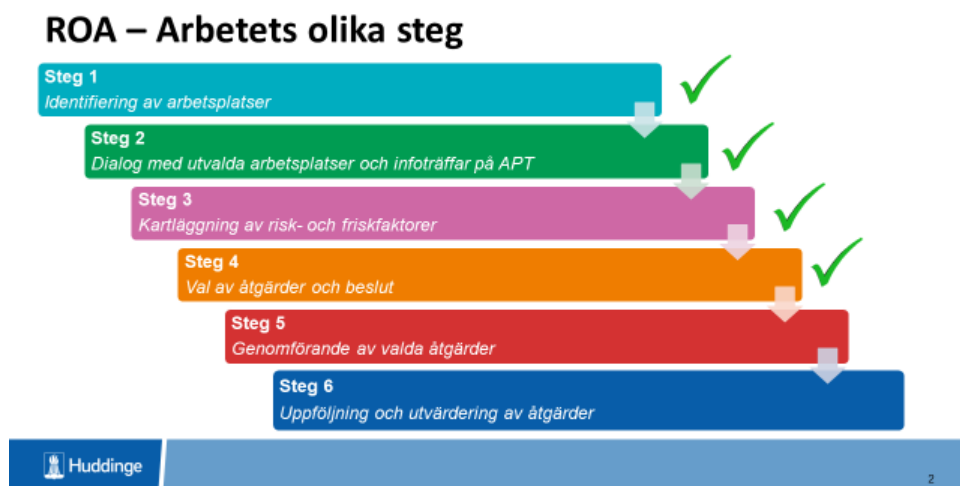 ROA – Arbetets olika steg
Steg 1
Identifiering av arbetsplatser
Steg 2
Dialog med utvalda arbetsplatser och infoträffar på APT
Steg 3
Kartläggning av risk- och friskfaktorer
Steg 4
Val av åtgärder och beslut
Steg 5
Genomförande av valda åtgärder
Steg 6
Uppföljning och utvärdering av åtgärder
Huddinge
2